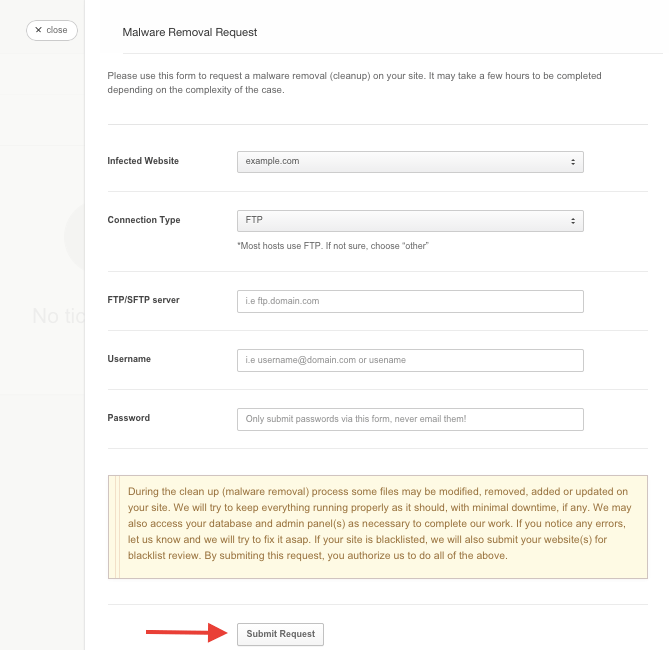 × close
Malware Removal Request
Please use this form to request a malware removal (cleanup) on your site. It may take a few hours to be completed
depending on the complexity of the case.
Infected Website
example.com
Connection Type
FTP
*Most hosts use FTP. If not sure, choose “other”
FTP/SFTP server
i.e ftp.domain.com
No tic
Username
i.e username@domain.com or usename
Password
Only submit passwords via this form, never email them!
During the clean up (malware removal) process some files may be modified, removed, added or updated on
your site. We will try to keep everything running properly as it should, with minimal downtime, if any. We may
also access your database and admin panel(s) as necessary to complete our work. If you notice any errors,
let us know and we will try to fix it asap. If your site is blacklisted, we will also submit your website(s) for
blacklist review. By submiting this request, you authorize us to do all of the above.
Submit Request